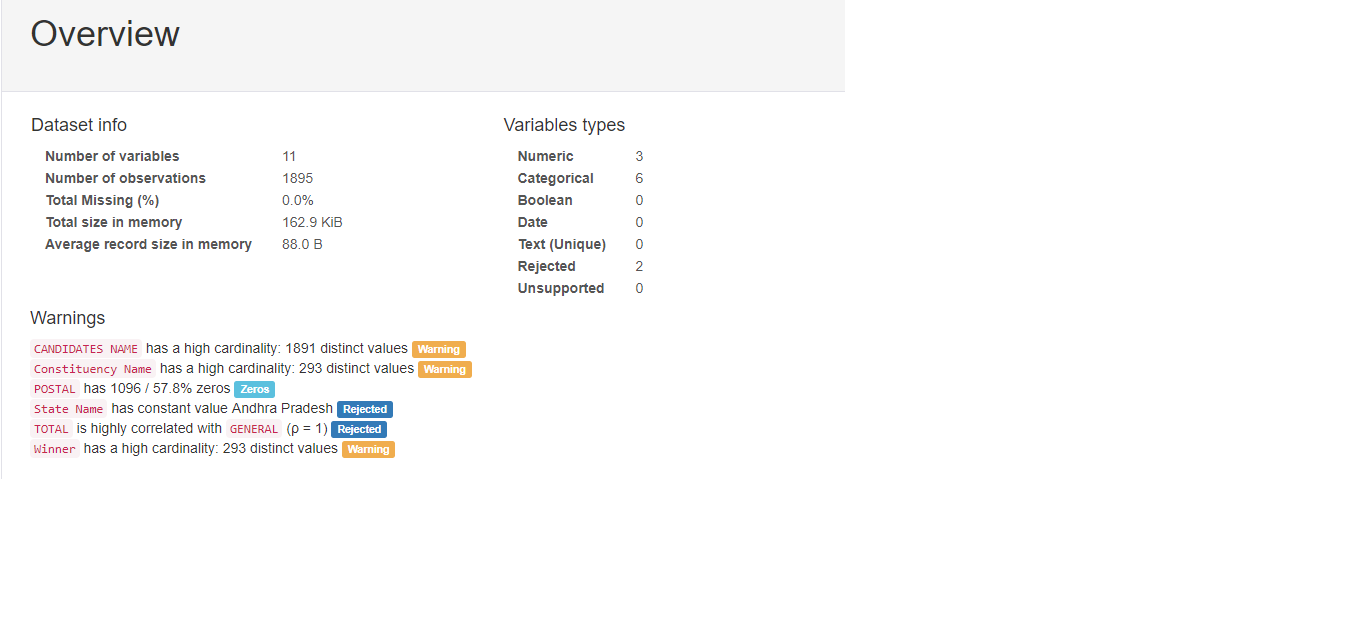 Overview
Dataset info
Number of variables 11
Number of observations 1895
Total Missing (%) 0.0%
Total size in memory 162.9 KiB
Average record size in memory 88.0 B
Variables types
Numeric 3
Categorical 6
Boolean 0
Date 0
Text (Unique) 0
Rejected 2
Unsupported 0
Warnings
CANDIDATES NAME has a high cardinality: 1891 distinct values Warning
Constituency Name has a high cardinality: 293 distinct values Warning
POSTAL has 1096 / 57.8% zeros Zeros
State Name has constant value Andhra Pradesh Rejected
TOTAL is highly correlated with GENERAL (ρ = 1) Rejected
Winner has a high cardinality: 293 distinct values Warning